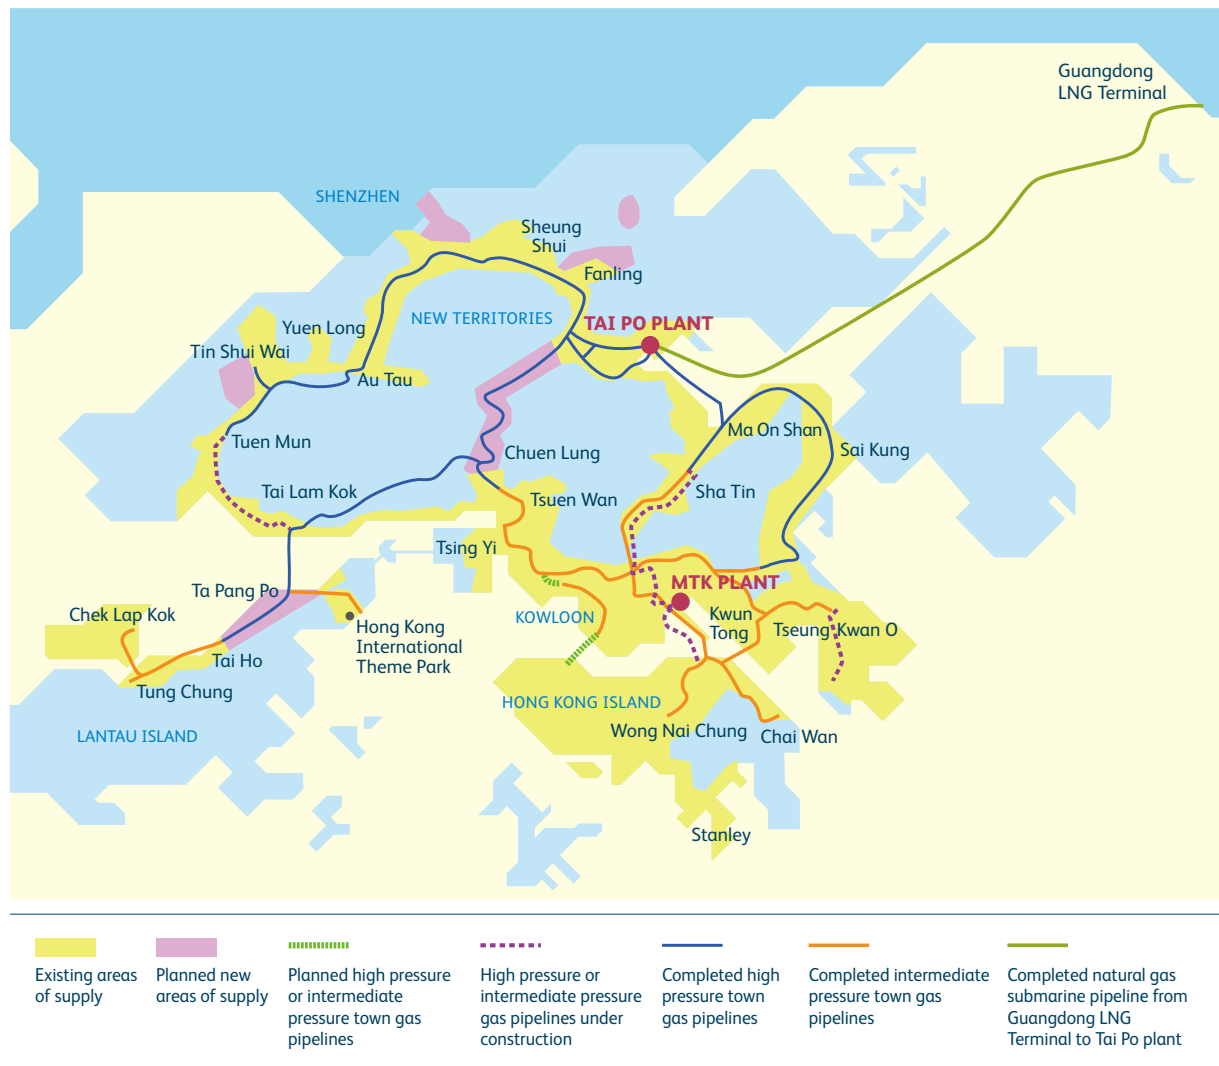 Guangdong
LNG Terminal
SHENZHEN
Sheung
Shui
Fanling
NEW TERRITORIES
TAI PO PLANT
Yuen Long
Tin Shui Wai
Au Tau
Ma On Shan
Tuen Mun
Sai Kung
Chuen Lung
Tai Lam Kok
Tsuen Wan
Sha Tin
Tsing Yi
Ta Pang Po
MTK PLANT
Chek Lap Kok
KOWLOON
Kwun
Tong
Hong Kong
International
Theme Park
Tseung Kwan O
Tai Ho
Tung Chung
HONG KONG ISLAND
LANTAU ISLAND
Wong Nai Chung
Chai Wan
Stanley
Existing areas
of supply
Planned new
areas of supply
Planned high pressure
or intermediate
pressure town gas
pipelines
High pressure or
intermediate pressure
gas pipelines under
construction
Completed high
pressure town
gas pipelines
Completed intermediate
pressure town gas
pipelines
Completed natural gas
submarine pipeline from
Guangdong LNG
Terminal to Tai Po plant